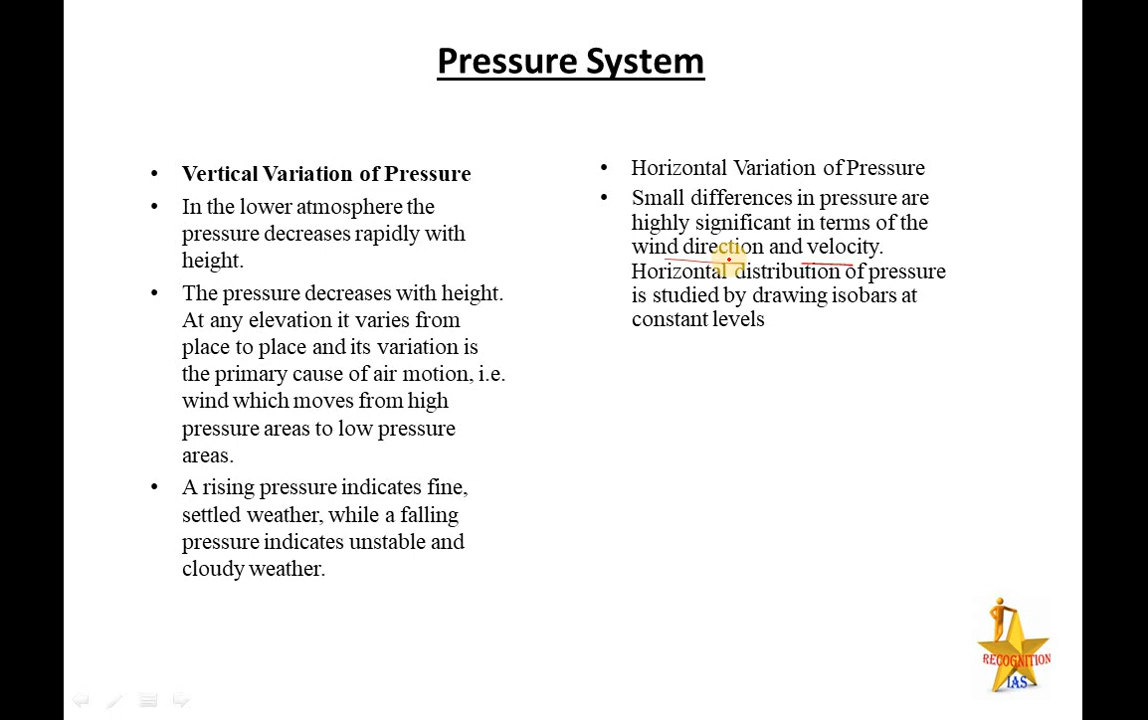 Pressure System
• Vertical Variation of Pressure
• In the lower atmosphere the
pressure decreases rapidly with
height.
• The pressure decreases with height.
At any elevation it varies from
place to place and its variation is
the primary cause of air motion, i.e.
wind which moves from high
pressure areas to low pressure
areas.
• A rising pressure indicates fine,
settled weather, while a falling
pressure indicates unstable and
cloudy weather.
• Horizontal Variation of Pressure
• Small differences in pressure are
highly significant in terms of the
wind direction and velocity.
Horizontal distribution of pressure
is studied by drawing isobars at
constant levels
RECOGNITION
IAS